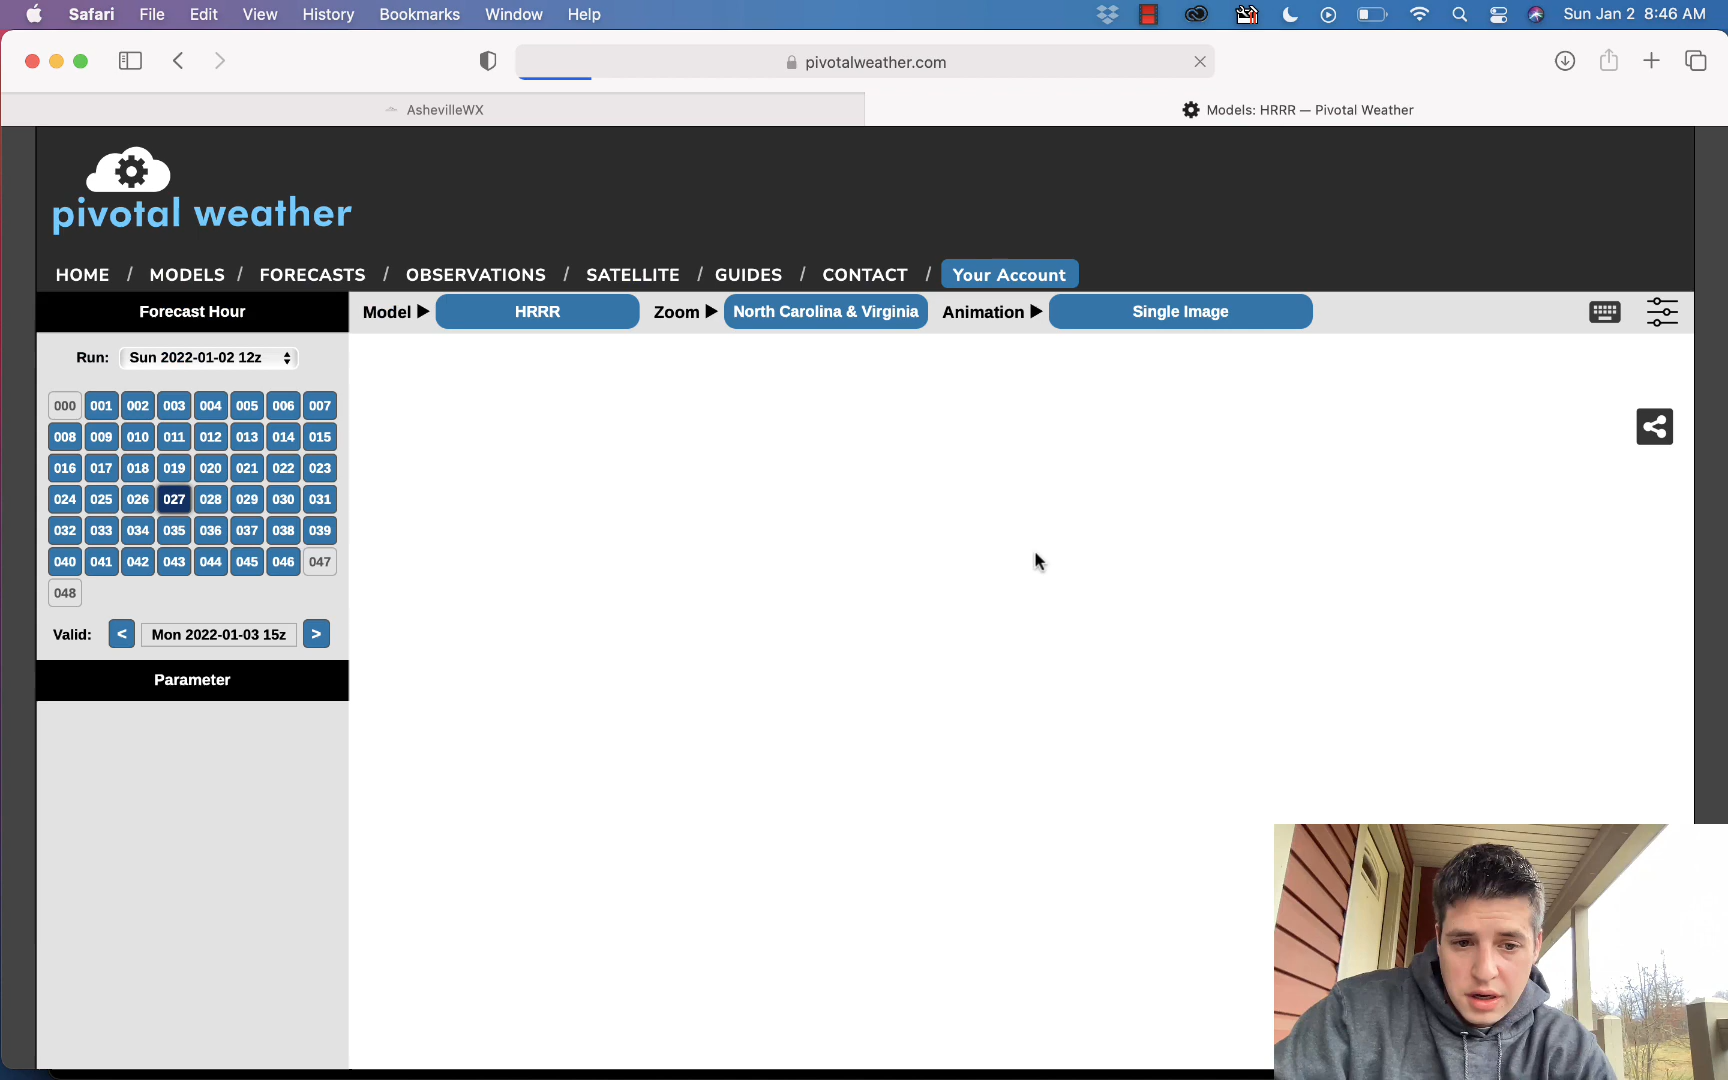 Safari File Edit View History Bookmarks Window Help Sun Jan 2 8:46 AM
pivotalweather.com
AshevilleWX Models: HRRR — Pivotal Weather
pivotal weather
HOME / MODELS / FORECASTS / OBSERVATIONS / SATELLITE / GUIDES / CONTACT / Your Account
Forecast Hour Model HRRR Zoom North Carolina & Virginia Animation Single Image
Run: Sun 2022-01-02 12z
000 001 002 003 004 005 006 007
008 009 010 011 012 013 014 015
016 017 018 019 020 021 022 023
024 025 026 027 028 029 030 031
032 033 034 035 036 037 038 039
040 041 042 043 044 045 046 047
048
Valid: < Mon 2022-01-03 15z >
Parameter